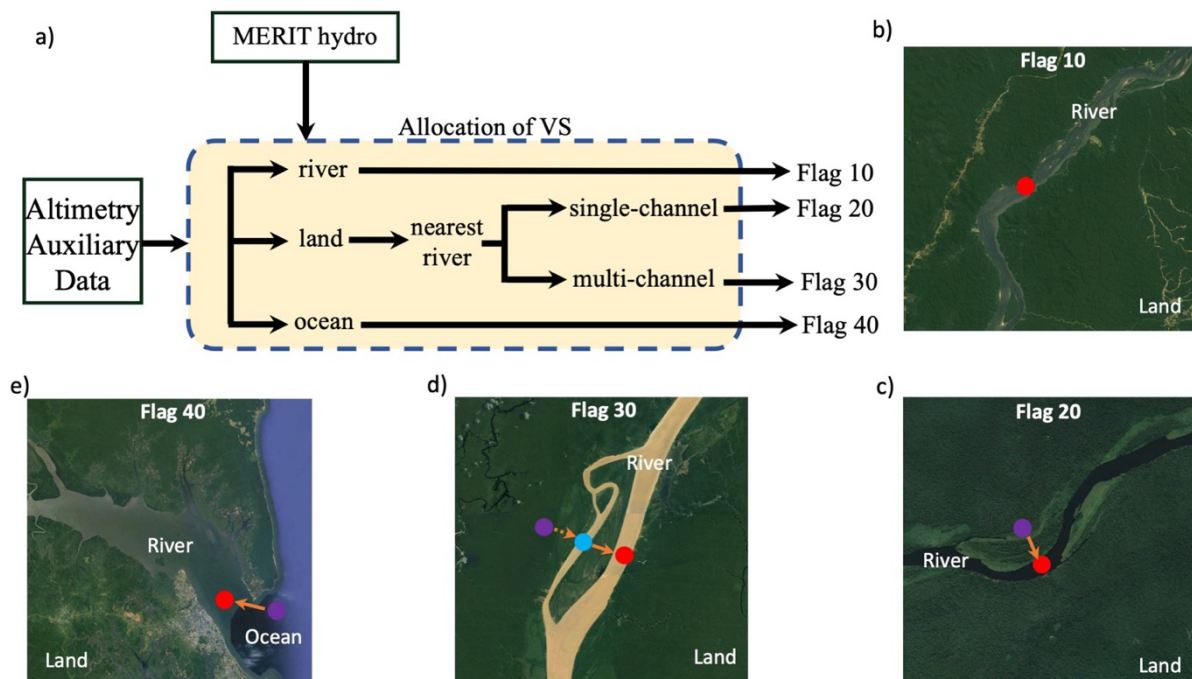 a)
MERIT hydro
Allocation of VS
Altimetry
Auxiliary
Data
river
Flag 10
land
nearest
river
single-channel
Flag 20
multi-channel
Flag 30
ocean
Flag 40
b)
Flag 10
River
Land
e)
Flag 40
River
Ocean
Land
d)
Flag 30
River
Land
c)
Flag 20
River
Land